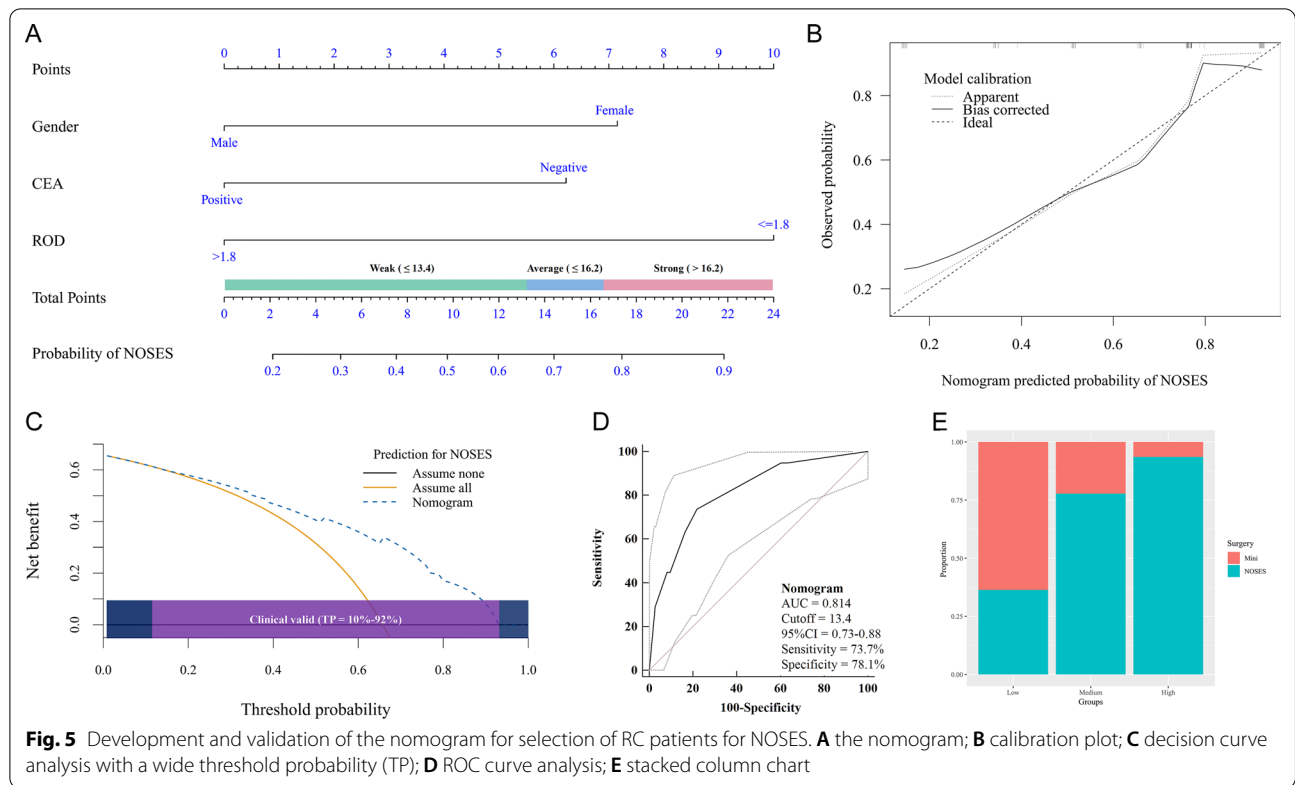 A
0 1 2 3 4 5 6 7 8 9 10
Points
Female
Gender
Male
Negative
CEA
Positive
<=1.8
ROD
>1.8
Weak ( ≤ 13.4) Average ( ≤ 16.2) Strong ( > 16.2)
Total Points
0 2 4 6 8 10 12 14 16 18 20 22 24
Probability of NOSES
0.2 0.3 0.4 0.5 0.6 0.7 0.8 0.9
B
Model calibration
Apparent
Bias corrected
Ideal
Observed probability
0.8
0.6
0.4
0.2
0.2 0.4 0.6 0.8
Nomogram predicted probability of NOSES
C
Prediction for NOSES
Assume none
Assume all
Nomogram
Net benefit
0.6
0.4
0.2
0.0
Clinical valid (TP = 10%-92%)
0.0 0.2 0.4 0.6 0.8 1.0
Threshold probability
D
Sensitivity
100
80
60
40
20
0
Nomogram
AUC = 0.814
Cutoff = 13.4
95%CI = 0.73-0.88
Sensitivity = 73.7%
Specificity = 78.1%
0 20 40 60 80 100
100-Specificity
E
Proportion
1.00
0.75
0.50
0.25
0.00
Low Medium High
Groups
Surgery
Mini
NOSES
Fig. 5 Development and validation of the nomogram for selection of RC patients for NOSES. A the nomogram; B calibration plot; C decision curve
analysis with a wide threshold probability (TP); D ROC curve analysis; E stacked column chart